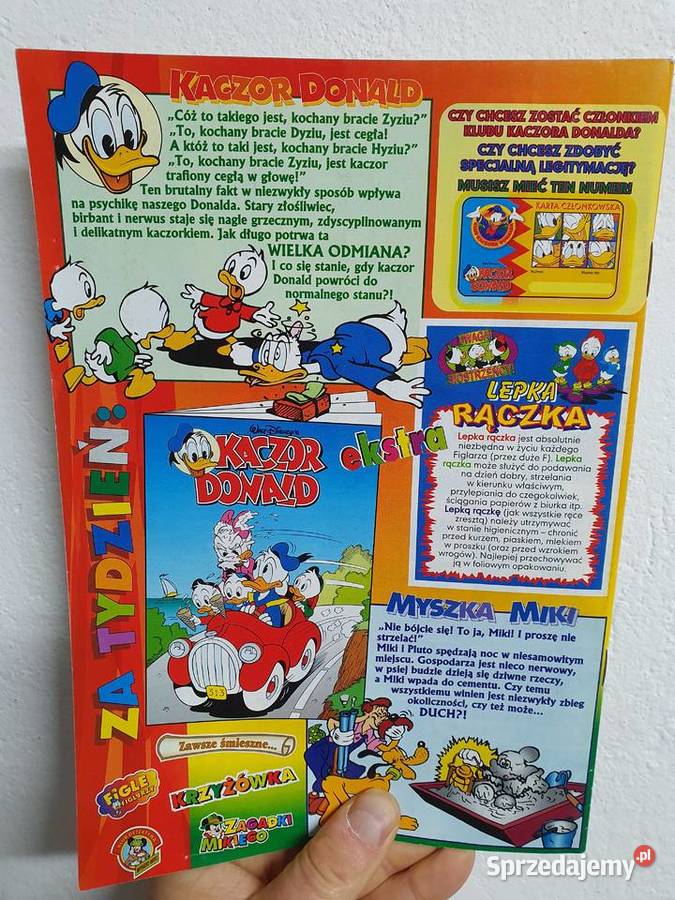 KACZOR DONALD
„Cóż to takiego jest, kochany bracie Zyziu?"
„To, kochany bracie Dyziu, jest cegła!
A któż to taki jest, kochany bracie Hyziu?"
„To, kochany bracie Zyziu, jest kaczor
trafiony cegłą w głowę!"
Ten brutalny fakt w niezwykły sposób wpływa
na psychikę naszego Donalda. Stary złośliwiec,
birbant i nerwus staje się nagle grzecznym, zdyscyplinowanym
i delikatnym kaczorkiem. Jak długo potrwa ta
WIELKA ODMIANA?
I co się stanie, gdy kaczor
Donald powróci do
normalnego stanu?!
CZY CHCESZ ZOSTAĆ CZŁONKIEM
KLUBU KACZORA DONALDA?
CZY CHCESZ ZDOBYĆ
SPECJALNĄ LEGITYMACJĘ?
MUSISZ MIEĆ TEN NUMER!
KARTA CZŁONKOWSKA
KACZOR
DONALD
UWAGA!
LEPKA
RĄCZKA
Lepka rączka jest absolutnie
niezbędna w życiu każdego
Figlarza (przez duże F). Lepka
rączka może służyć do podawania
na dzień dobry, strzelania
w kierunku właściwym,
przylepiania do czegokolwiek,
ściągania papierów z biurka itp.
Lepką rączkę (jak wszystkie ręce
zresztą) należy utrzymywać
w stanie higienicznym – chronić
przed kurzem, piaskiem, mlekiem
w proszku (oraz przed wzrokiem
wrogów). Najlepiej przechowywać
ją w foliowym opakowaniu.
ZA TYDZIEŃ:
WALT DISNEY'S
KACZOR
DONALD
ekstra
313
MYSZKA MIKI
„Nie bójcie się! To ja, Miki! I proszę nie
strzelać!"
Miki i Pluto spędzają noc w niesamowitym
miejscu. Gospodarza jest nieco nerwowy,
w psiej budzie dzieją się dziwne rzeczy,
a Miki wpada do cementu. Czy temu
wszystkiemu winien jest niezwykły zbieg
okoliczności, czy też może...
DUCH?!
Zawsze śmieszne...
FiGLE
KRZYŻÓWKA
ZAGADKI
MIKIEGO
Sprzedajemy.pl